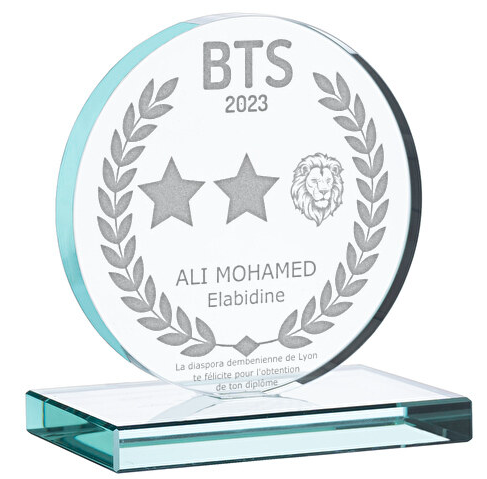 BTS
2023
ALI MOHAMED
Elabidine
La diaspora dembenienne de Lyon
te félicite pour l'obtention
de ton diplôme